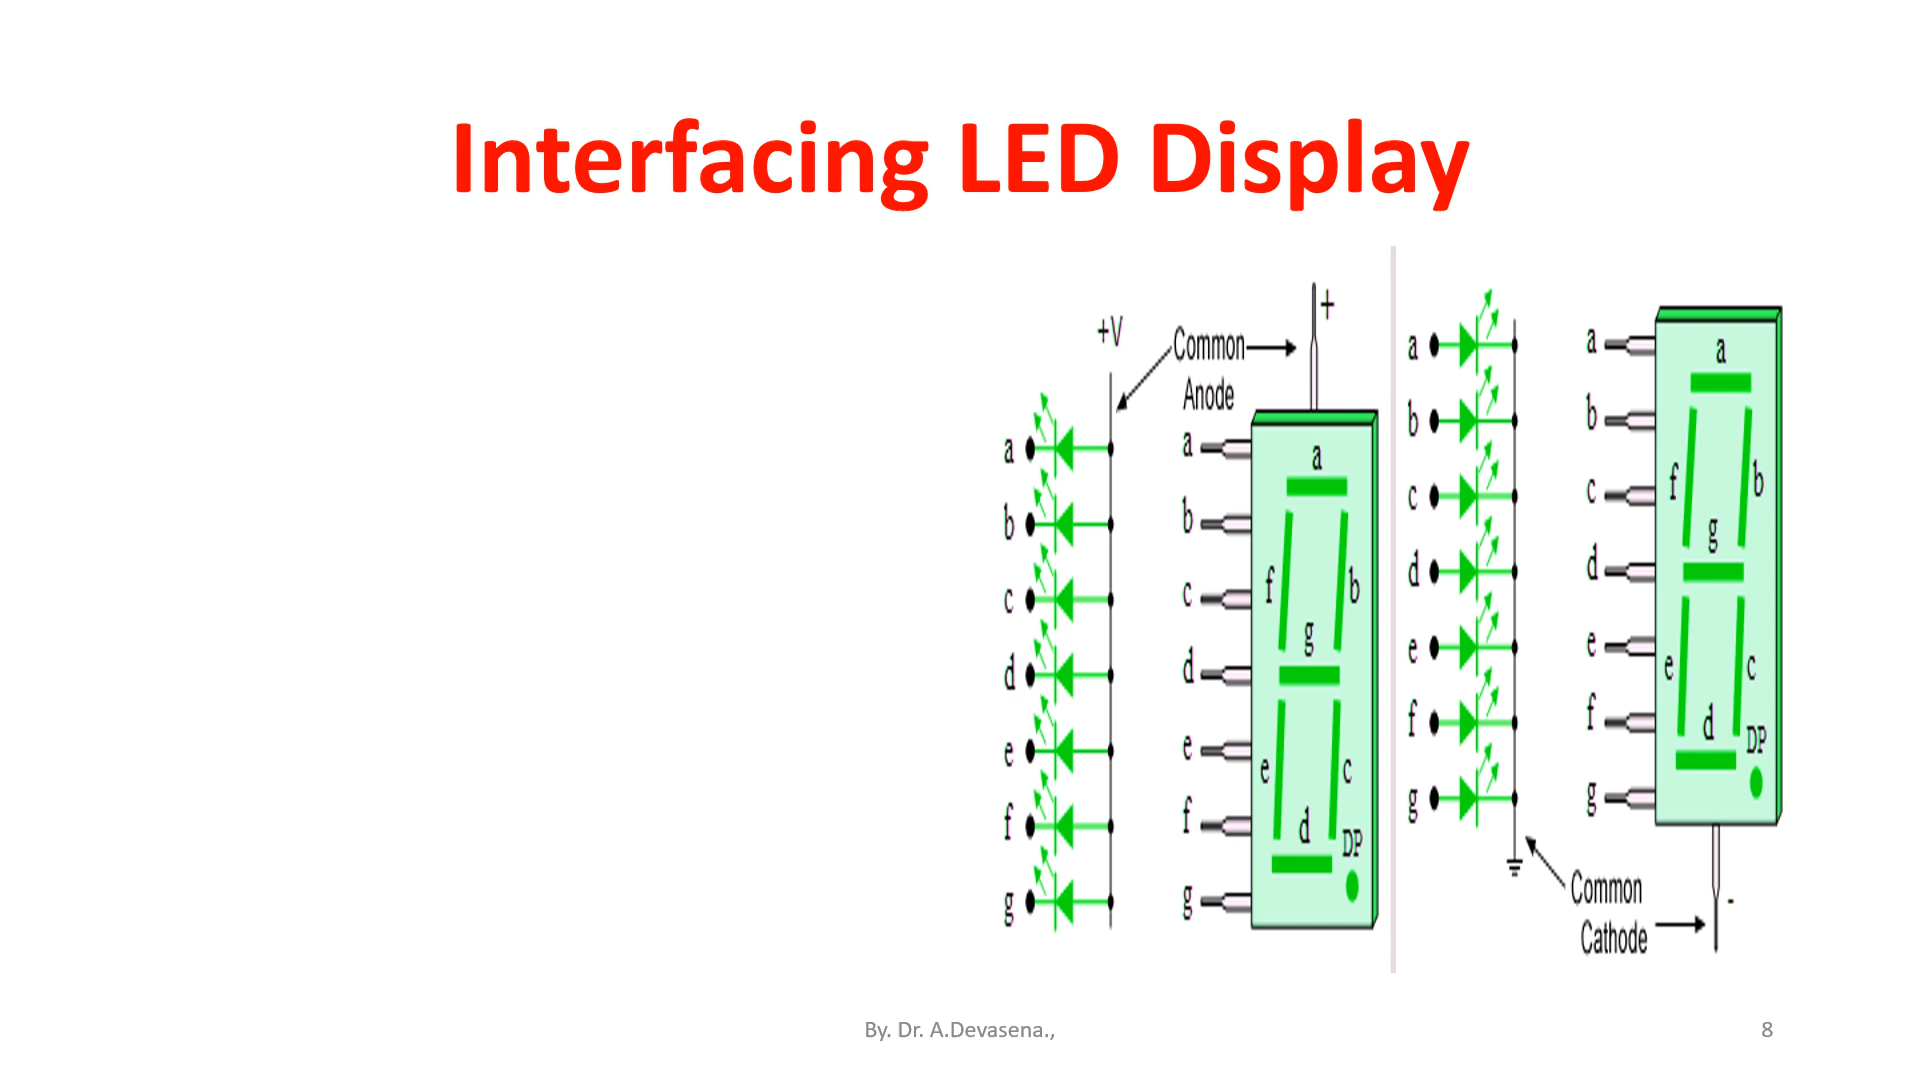 Interfacing LED Display
+V
Common
Anode
+
a
b
c
d
e
f
g
a
b
c
d
e
f
g
a
f
b
g
e
c
d
DP
a
b
c
d
e
f
g
Common
Cathode
a
b
c
d
e
f
g
a
f
b
g
e
c
d
DP
-
By. Dr. A.Devasena.,
8